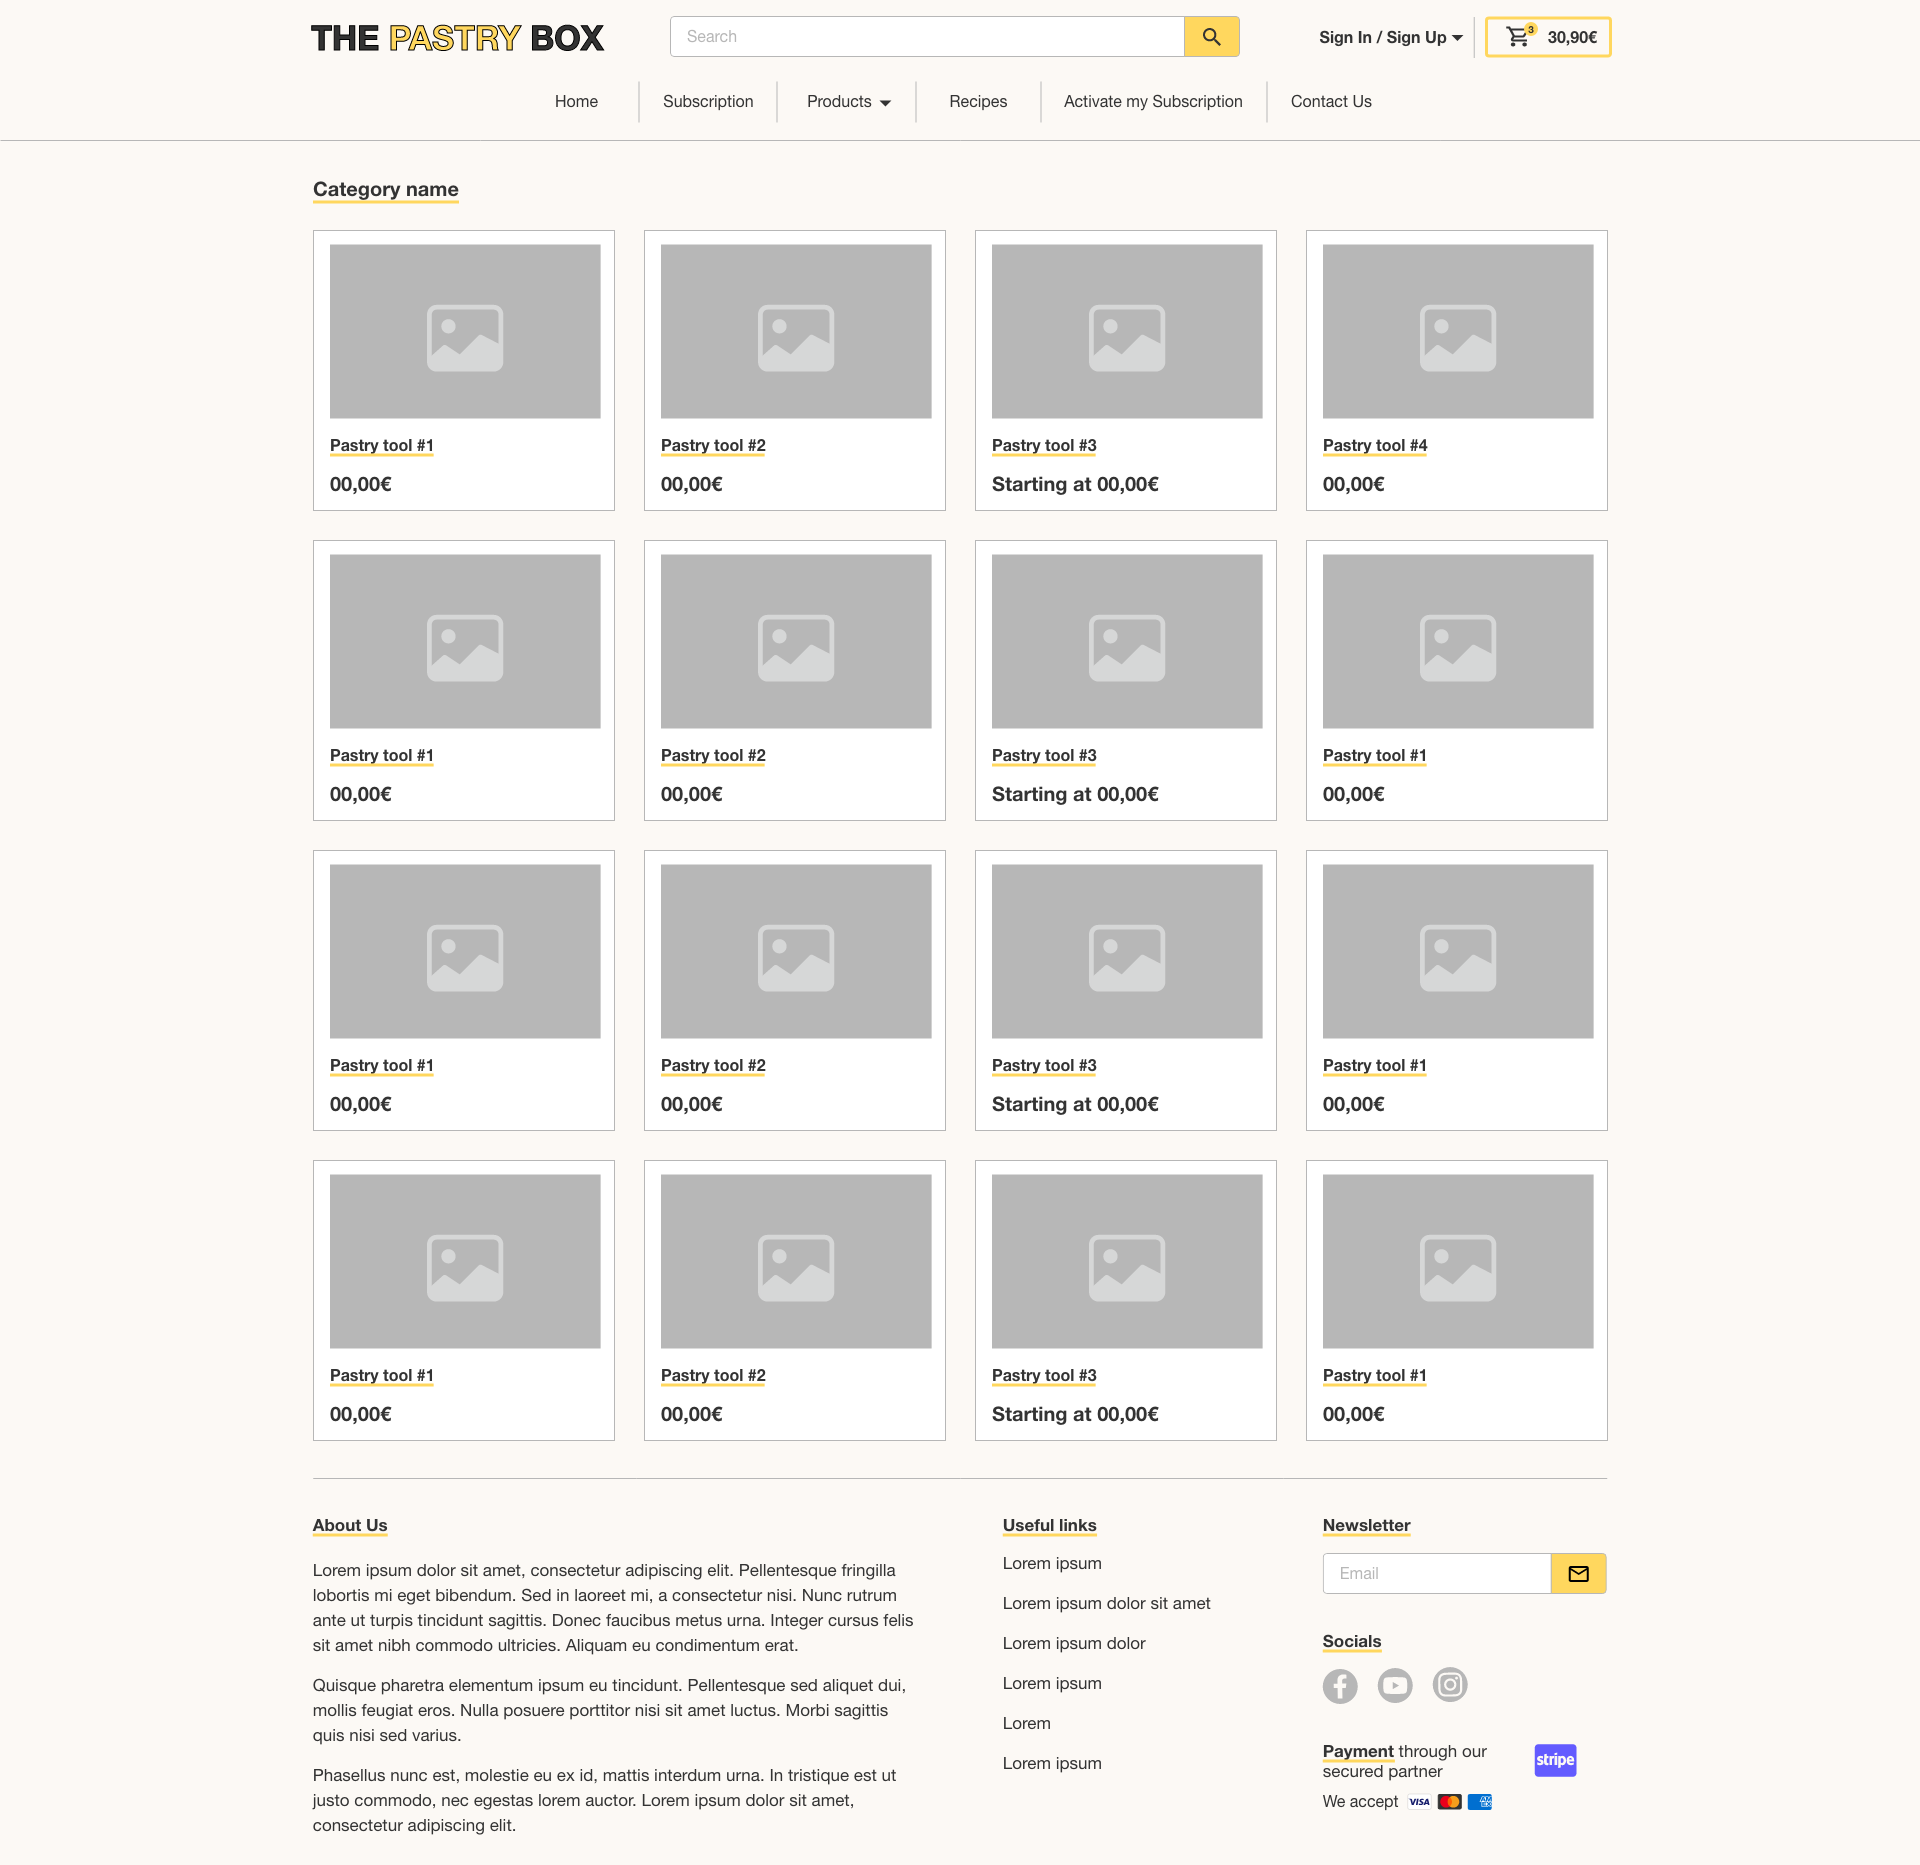 THE PASTRY BOX
Search
Sign In / Sign Up
3
30,90€
Home
Subscription
Products
Recipes
Activate my Subscription
Contact Us
Category name
Pastry tool #1
00,00€
Pastry tool #2
00,00€
Pastry tool #3
Starting at 00,00€
Pastry tool #4
00,00€
Pastry tool #1
00,00€
Pastry tool #2
00,00€
Pastry tool #3
Starting at 00,00€
Pastry tool #1
00,00€
Pastry tool #1
00,00€
Pastry tool #2
00,00€
Pastry tool #3
Starting at 00,00€
Pastry tool #1
00,00€
Pastry tool #1
00,00€
Pastry tool #2
00,00€
Pastry tool #3
Starting at 00,00€
Pastry tool #1
00,00€
About Us
Lorem ipsum dolor sit amet, consectetur adipiscing elit. Pellentesque fringilla
lobortis mi eget bibendum. Sed in laoreet mi, a consectetur nisi. Nunc rutrum
ante ut turpis tincidunt sagittis. Donec faucibus metus urna. Integer cursus felis
sit amet nibh commodo ultricies. Aliquam eu condimentum erat.
Quisque pharetra elementum ipsum eu tincidunt. Pellentesque sed aliquet dui,
mollis feugiat eros. Nulla posuere porttitor nisi sit amet luctus. Morbi sagittis
quis nisi sed varius.
Phasellus nunc est, molestie eu ex id, mattis interdum urna. In tristique est ut
justo commodo, nec egestas lorem auctor. Lorem ipsum dolor sit amet,
consectetur adipiscing elit.
Useful links
Lorem ipsum
Lorem ipsum dolor sit amet
Lorem ipsum dolor
Lorem ipsum
Lorem
Lorem ipsum
Newsletter
Email
Socials
Payment through our
secured partner
stripe
We accept
VISA
AM
EX